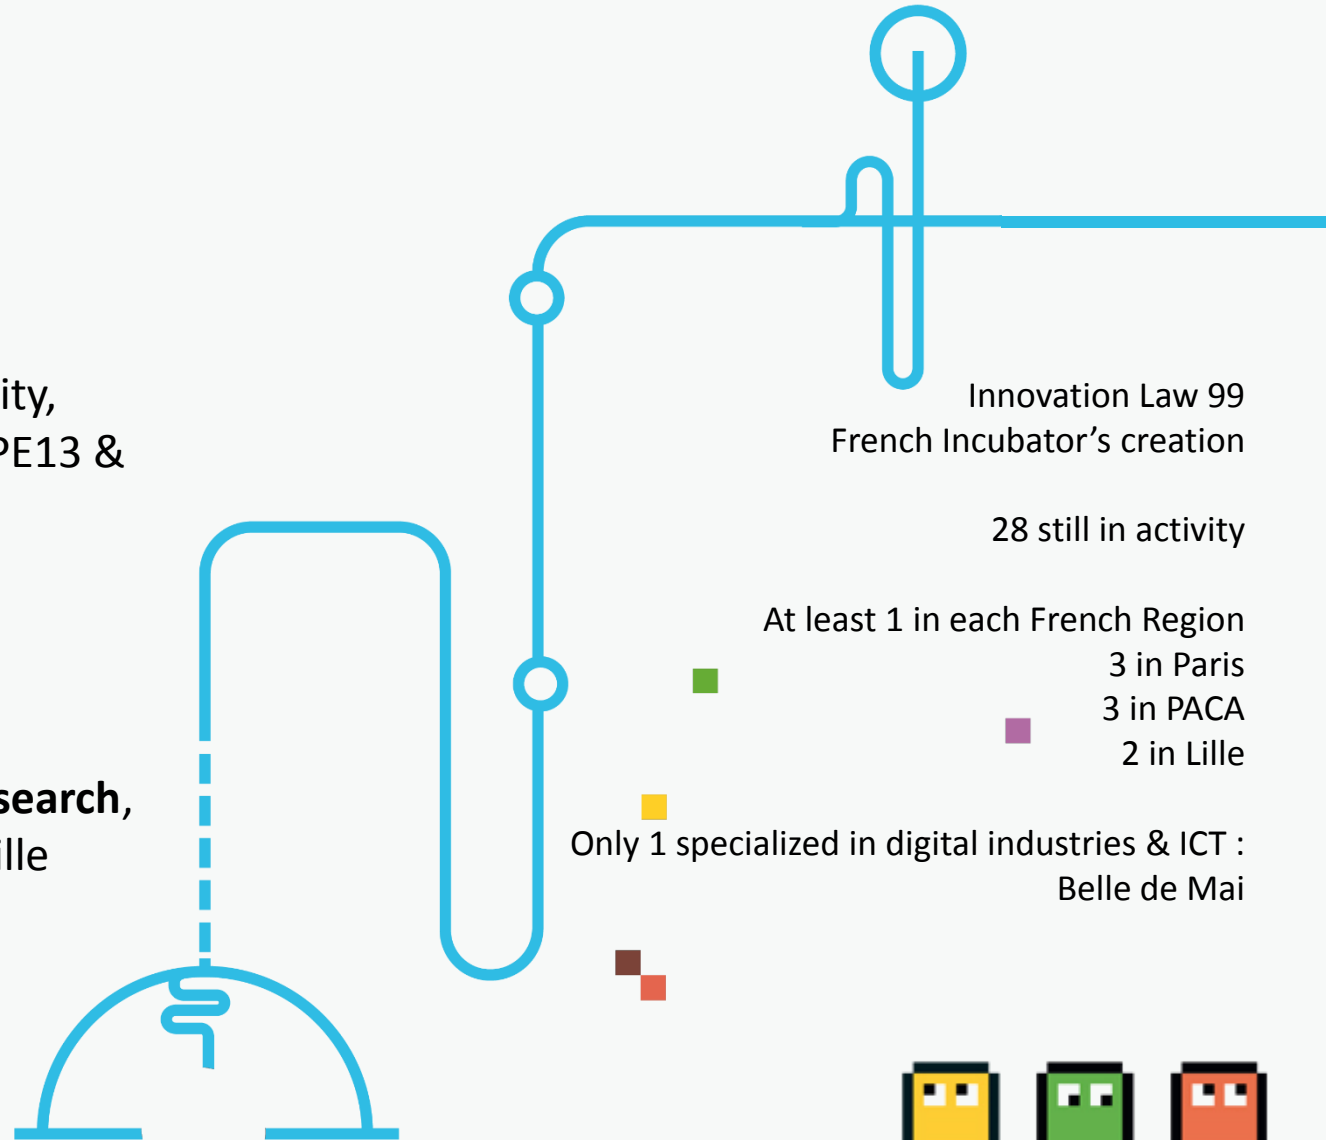 ity,
PE13 &
search,
ille
Innovation Law 99
French Incubator’s creation
28 still in activity
At least 1 in each French Region
3 in Paris
3 in PACA
2 in Lille
Only 1 specialized in digital industries & ICT :
Belle de Mai